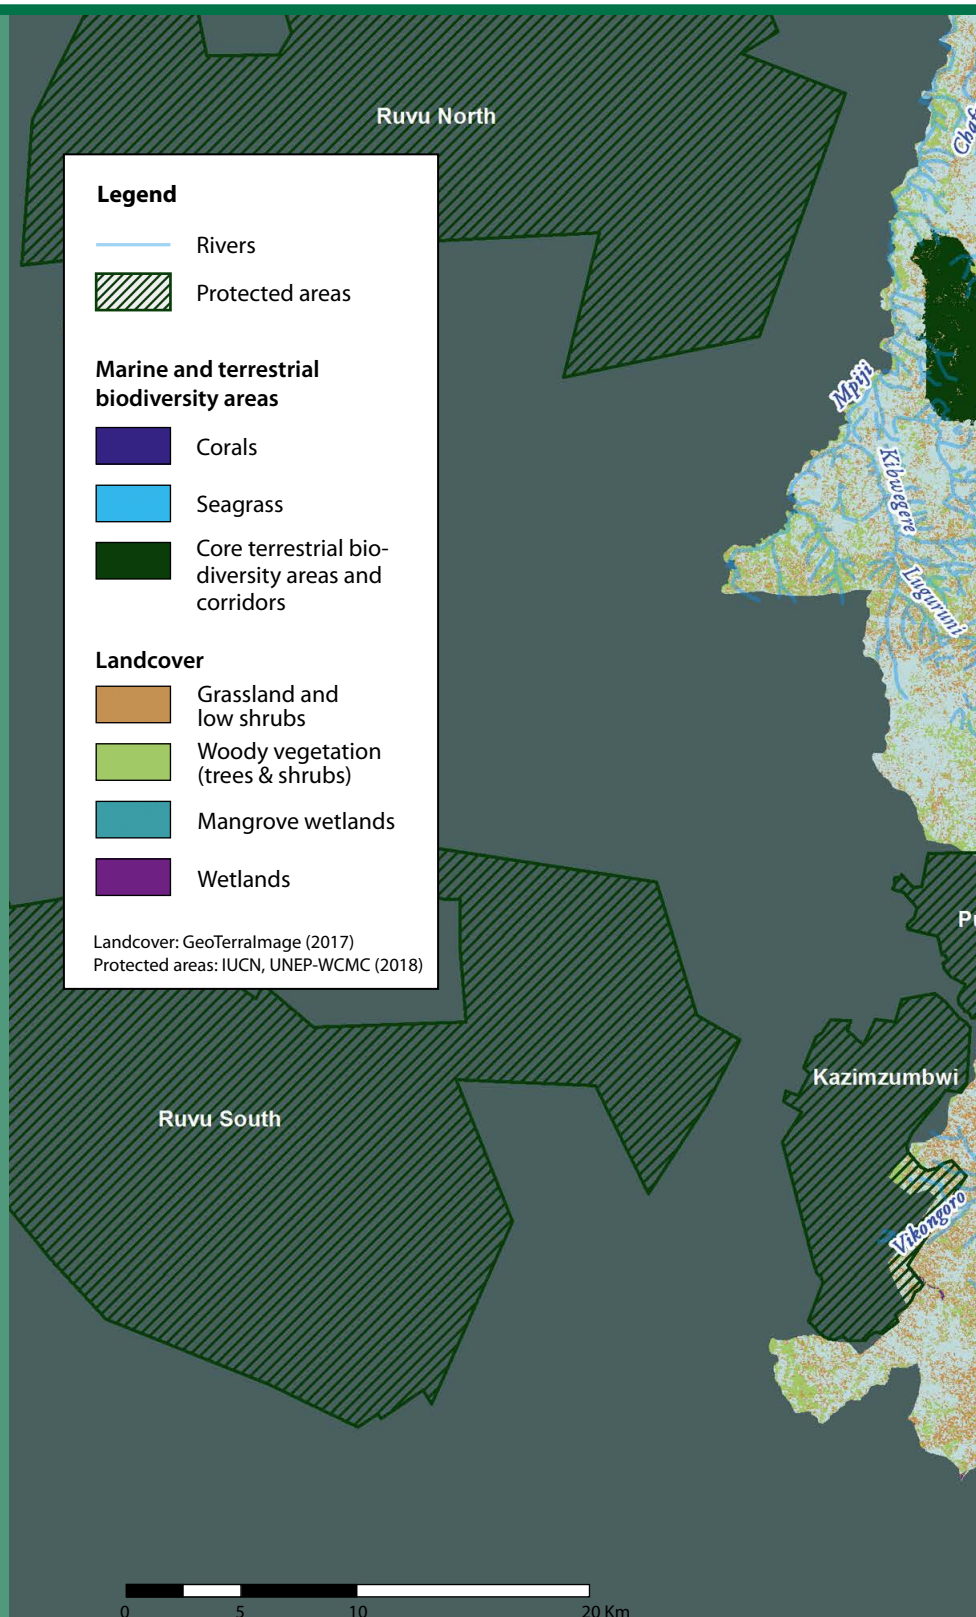 Ruvu North
Legend
Rivers
Protected areas
Marine and terrestrial
biodiversity areas
Corals
Seagrass
Core terrestrial bio-
diversity areas and
corridors
Landcover
Grassland and
low shrubs
Woody vegetation
(trees & shrubs)
Mangrove wetlands
Wetlands
Landcover: GeoTerraImage (2017)
Protected areas: IUCN, UNEP-WCMC (2018)
Mpiji
Kibwegere
Luguruni
Kazimzumbwi
Ruvu South
Vikongoro
0 5 10 20 Km